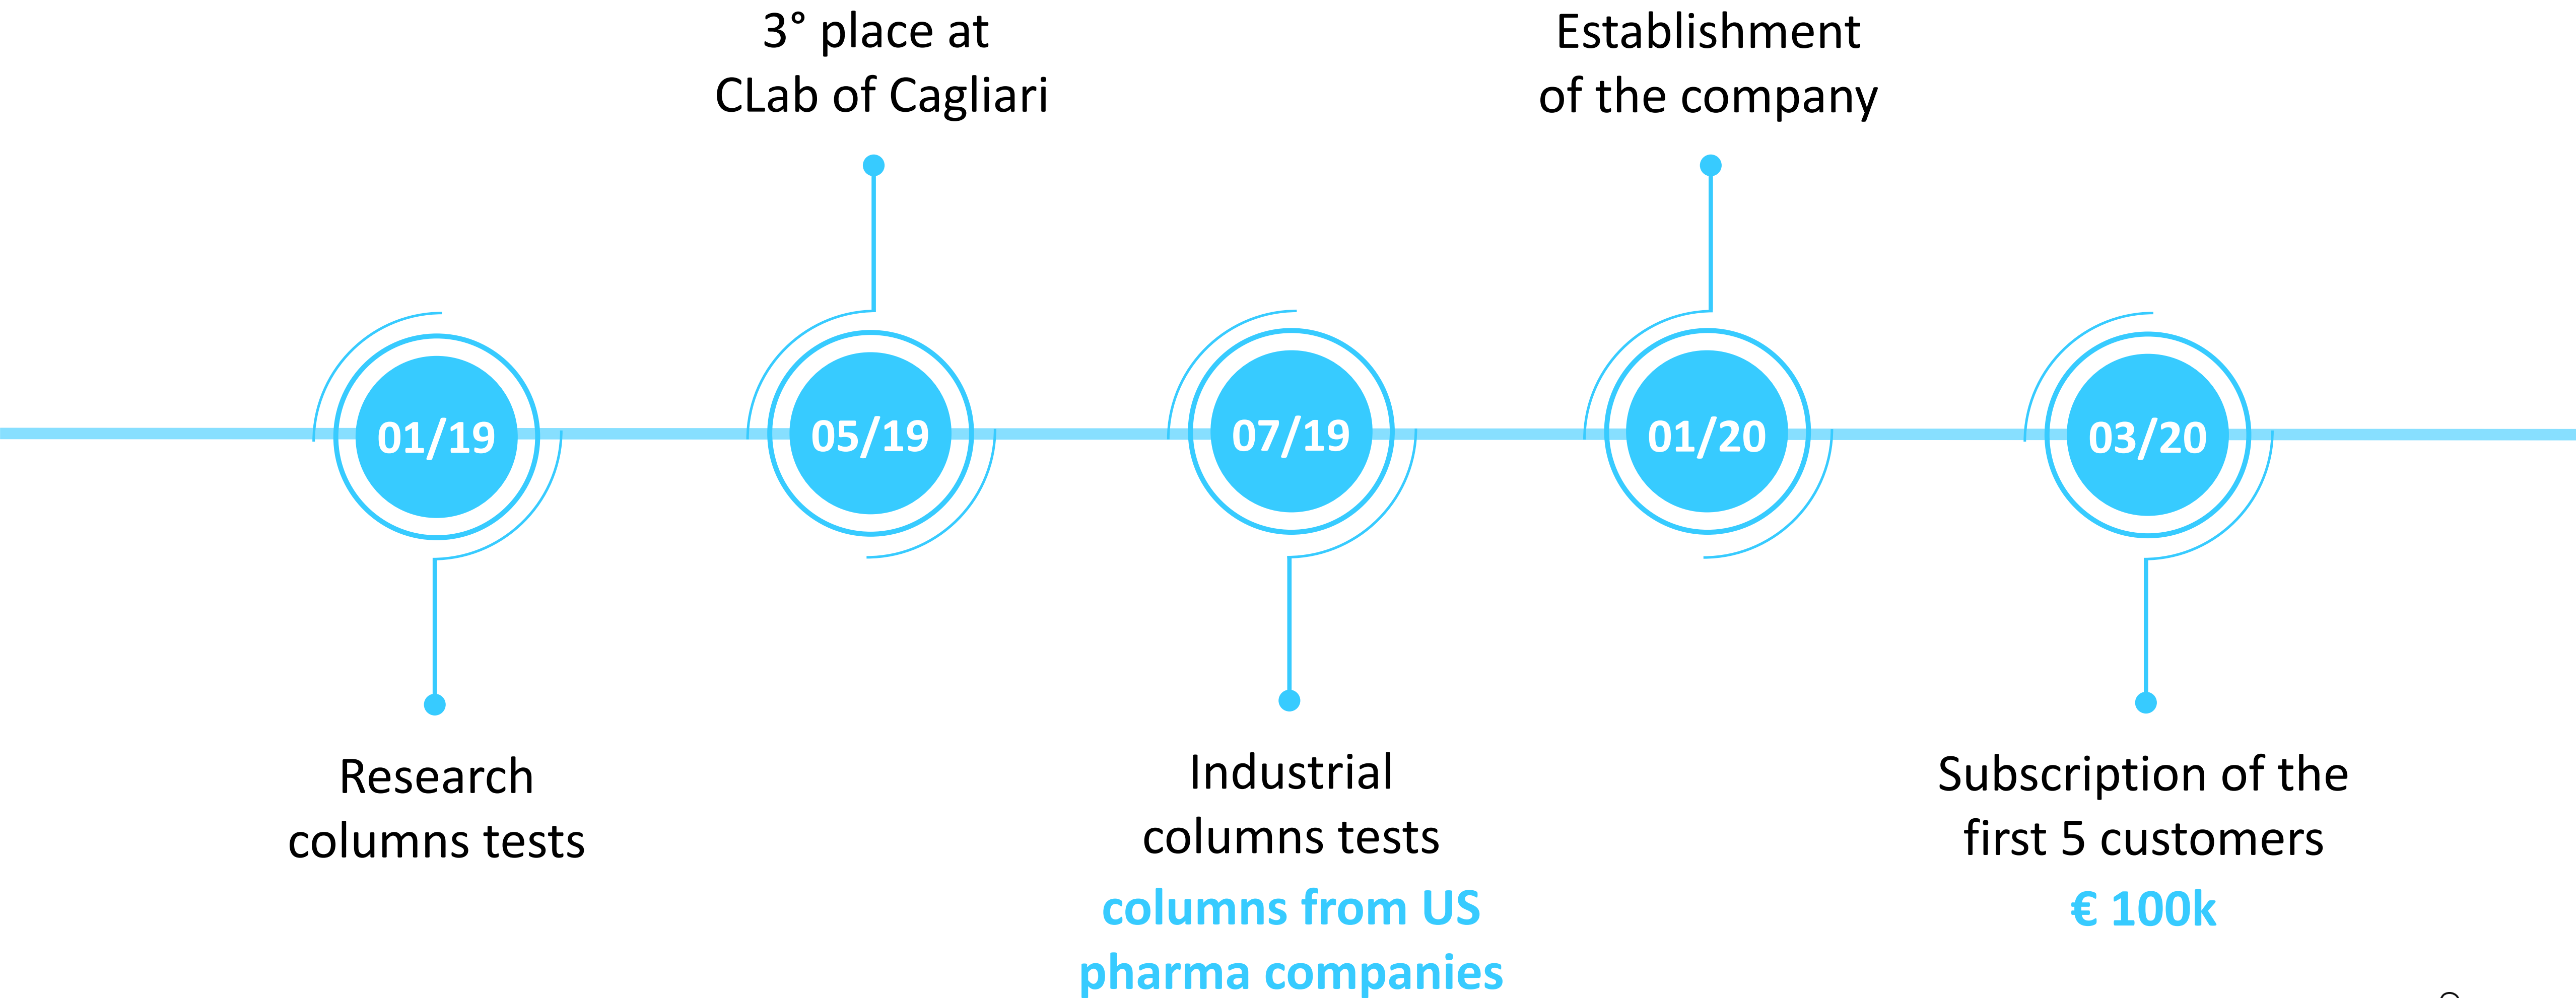 3° place at
CLab of Cagliari
Establishment
of the company
01/19
05/19
07/19
01/20
03/20
Research
columns tests
Industrial
columns tests
columns from US
pharma companies
Subscription of the
first 5 customers
€ 100k